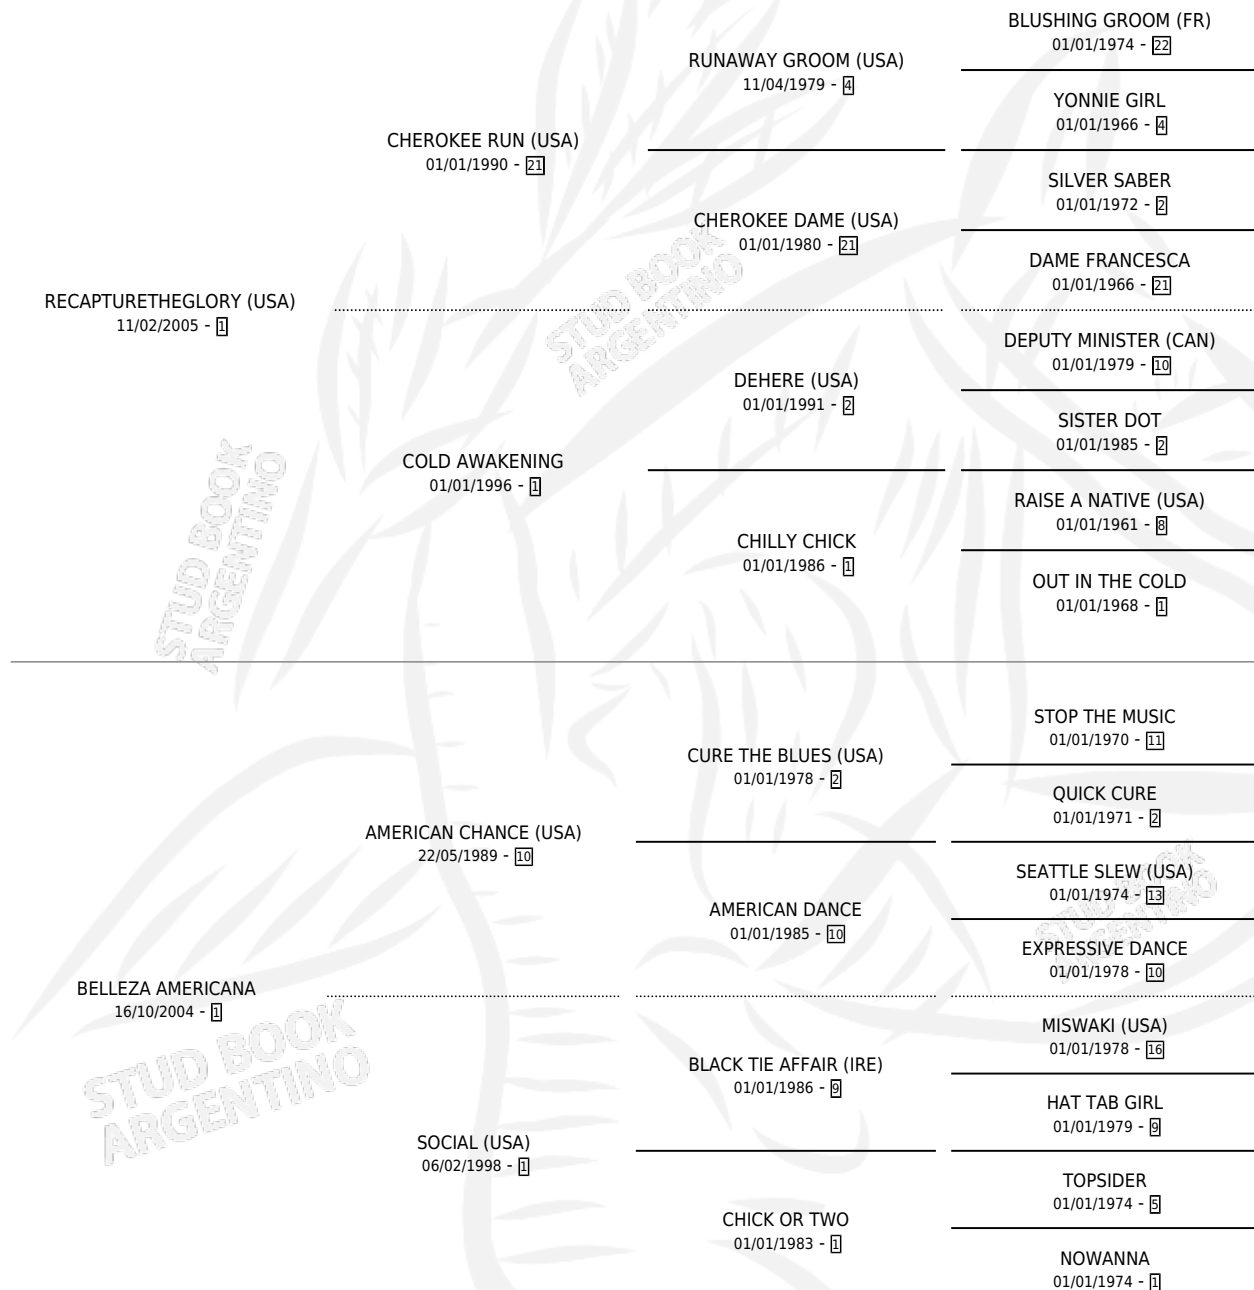 BLUSHING GROOM (FR)
01/01/1974 - 22
RUNAWAY GROOM (USA)
11/04/1979 - 4
YONNIE GIRL
01/01/1966 - 4
CHEROKEE RUN (USA)
01/01/1990 - 21
SILVER SABER
01/01/1972 - 2
CHEROKEE DAME (USA)
01/01/1980 - 21
DAME FRANCESCA
01/01/1966 - 21
RECAPTURETHEGLORY (USA)
11/02/2005 - 1
DEPUTY MINISTER (CAN)
01/01/1979 - 10
DEHERE (USA)
01/01/1991 - 2
SISTER DOT
01/01/1985 - 2
COLD AWAKENING
01/01/1996 - 1
RAISE A NATIVE (USA)
01/01/1961 - 8
CHILLY CHICK
01/01/1986 - 1
OUT IN THE COLD
01/01/1968 - 1
STOP THE MUSIC
01/01/1970 - 11
CURE THE BLUES (USA)
01/01/1978 - 2
QUICK CURE
01/01/1971 - 2
AMERICAN CHANCE (USA)
22/05/1989 - 10
SEATTLE SLEW (USA)
01/01/1974 - 13
AMERICAN DANCE
01/01/1985 - 10
EXPRESSIVE DANCE
01/01/1978 - 10
BELLEZA AMERICANA
16/10/2004 - 1
MISWAKI (USA)
01/01/1978 - 16
BLACK TIE AFFAIR (IRE)
01/01/1986 - 9
HAT TAB GIRL
01/01/1979 - 9
SOCIAL (USA)
06/02/1998 - 1
TOPSIDER
01/01/1974 - 5
CHICK OR TWO
01/01/1983 - 1
NOWANNA
01/01/1974 - 1
STUD BOOK
ARGENTINO
STUD BOOK
ARGENTINO
STUD BOOK
ARGENTINO
STUD BOOK
ARGENTINO